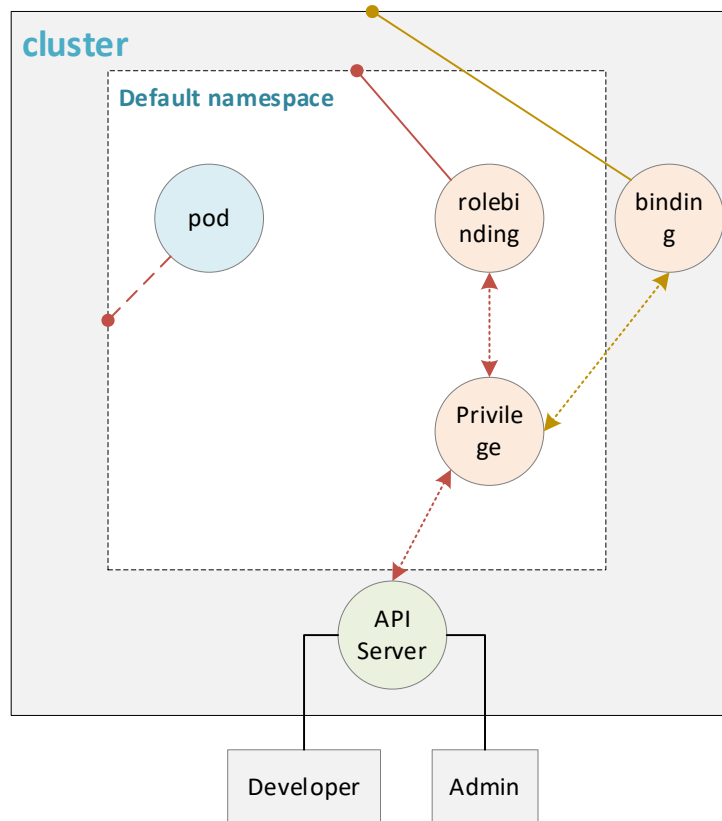 cluster
Default namespace
pod
rolebi
nding
bindin
g
Privile
ge
API
Server
Developer
Admin